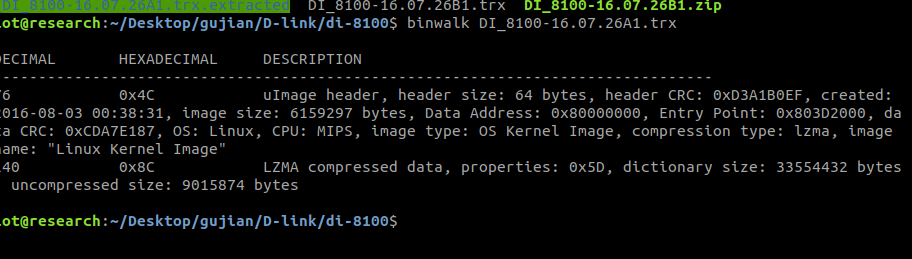 DI_8100-16.07.26A1.trx.extracted DI_8100-16.07.26B1.trx DI_8100-16.07.26B1.zip
ot@research:~/Desktop/gujian/D-link/di-8100$ binwalk DI_8100-16.07.26A1.trx
DECIMAL HEXADECIMAL DESCRIPTION
--------------------------------------------------------------------------------
76 0x4C uImage header, header size: 64 bytes, header CRC: 0xD3A1B0EF, created:
2016-08-03 00:38:31, image size: 6159297 bytes, Data Address: 0x80000000, Entry Point: 0x803D2000, da
ta CRC: 0xCDA7E187, OS: Linux, CPU: MIPS, image type: OS Kernel Image, compression type: lzma, image
name: "Linux Kernel Image"
140 0x8C LZMA compressed data, properties: 0x5D, dictionary size: 33554432 bytes
uncompressed size: 9015874 bytes
ot@research:~/Desktop/gujian/D-link/di-8100$